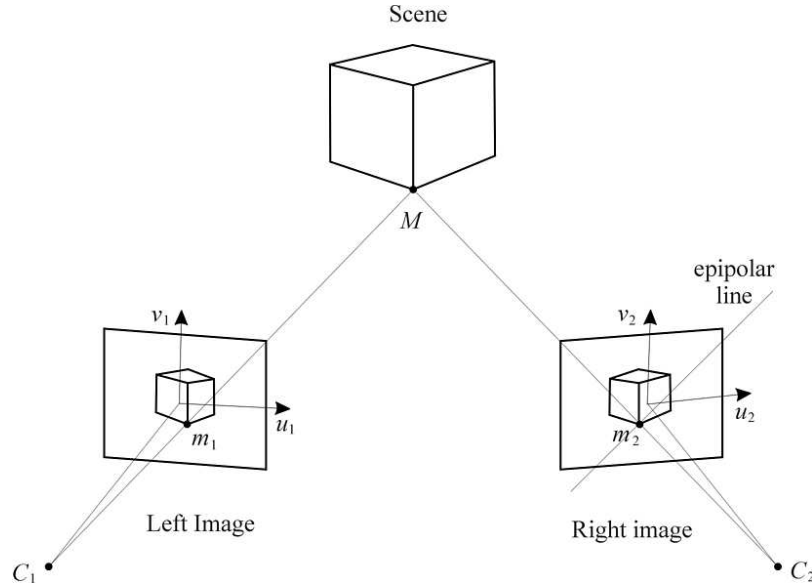 Scene
M
epipolar
line
v1
v2
u1
u2
m1
m2
Left Image
Right image
C1
C2